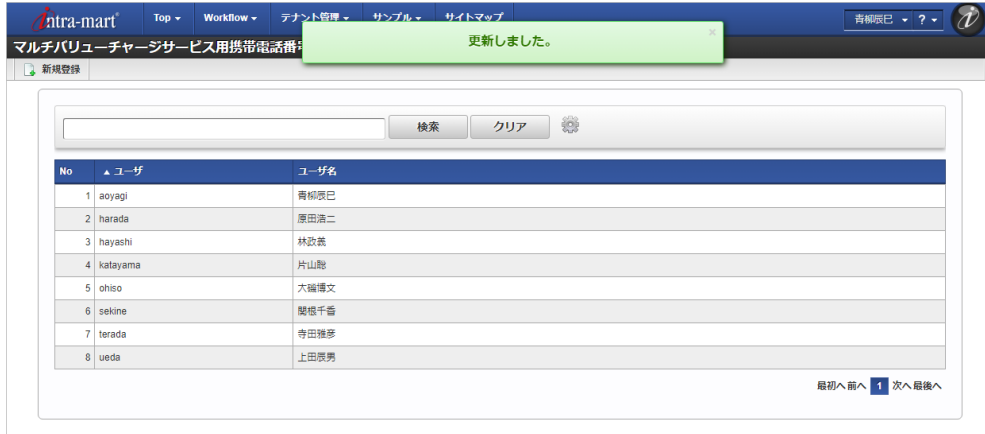 intra-mart Top Workflow テナント管理 サンプル サイトマップ 青柳辰巳 ?
マルチバリューチャージサービス用携帯電話番号
更新しました。 ×
新規登録
検索 クリア
No ▲ ユーザ ユーザ名
1 aoyagi 青柳辰巳
2 harada 原田浩二
3 hayashi 林政義
4 katayama 片山聡
5 ohiso 大磯博文
6 sekine 関根千香
7 terada 寺田雅彦
8 ueda 上田辰男
最初へ 前へ 1 次へ 最後へ